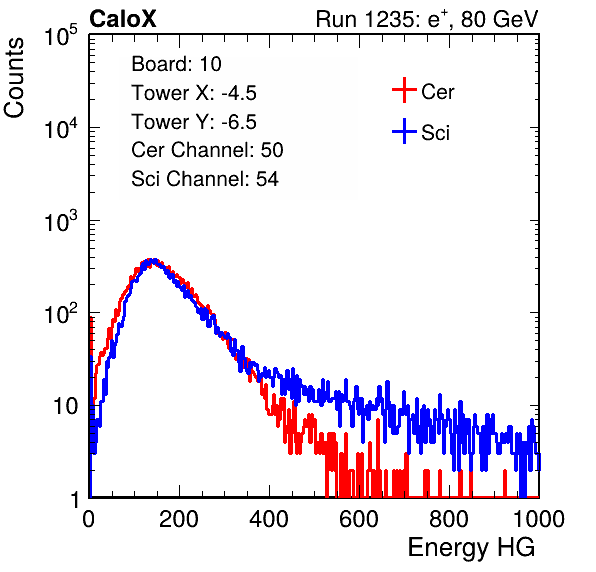 CaloX Run 1235: e⁺, 80 GeV
Counts
Board: 10
Tower X: -4.5
Tower Y: -6.5
Cer Channel: 50
Sci Channel: 54
Cer
Sci
10⁵
10⁴
10³
10²
10
1
0 200 400 600 800 1000
Energy HG